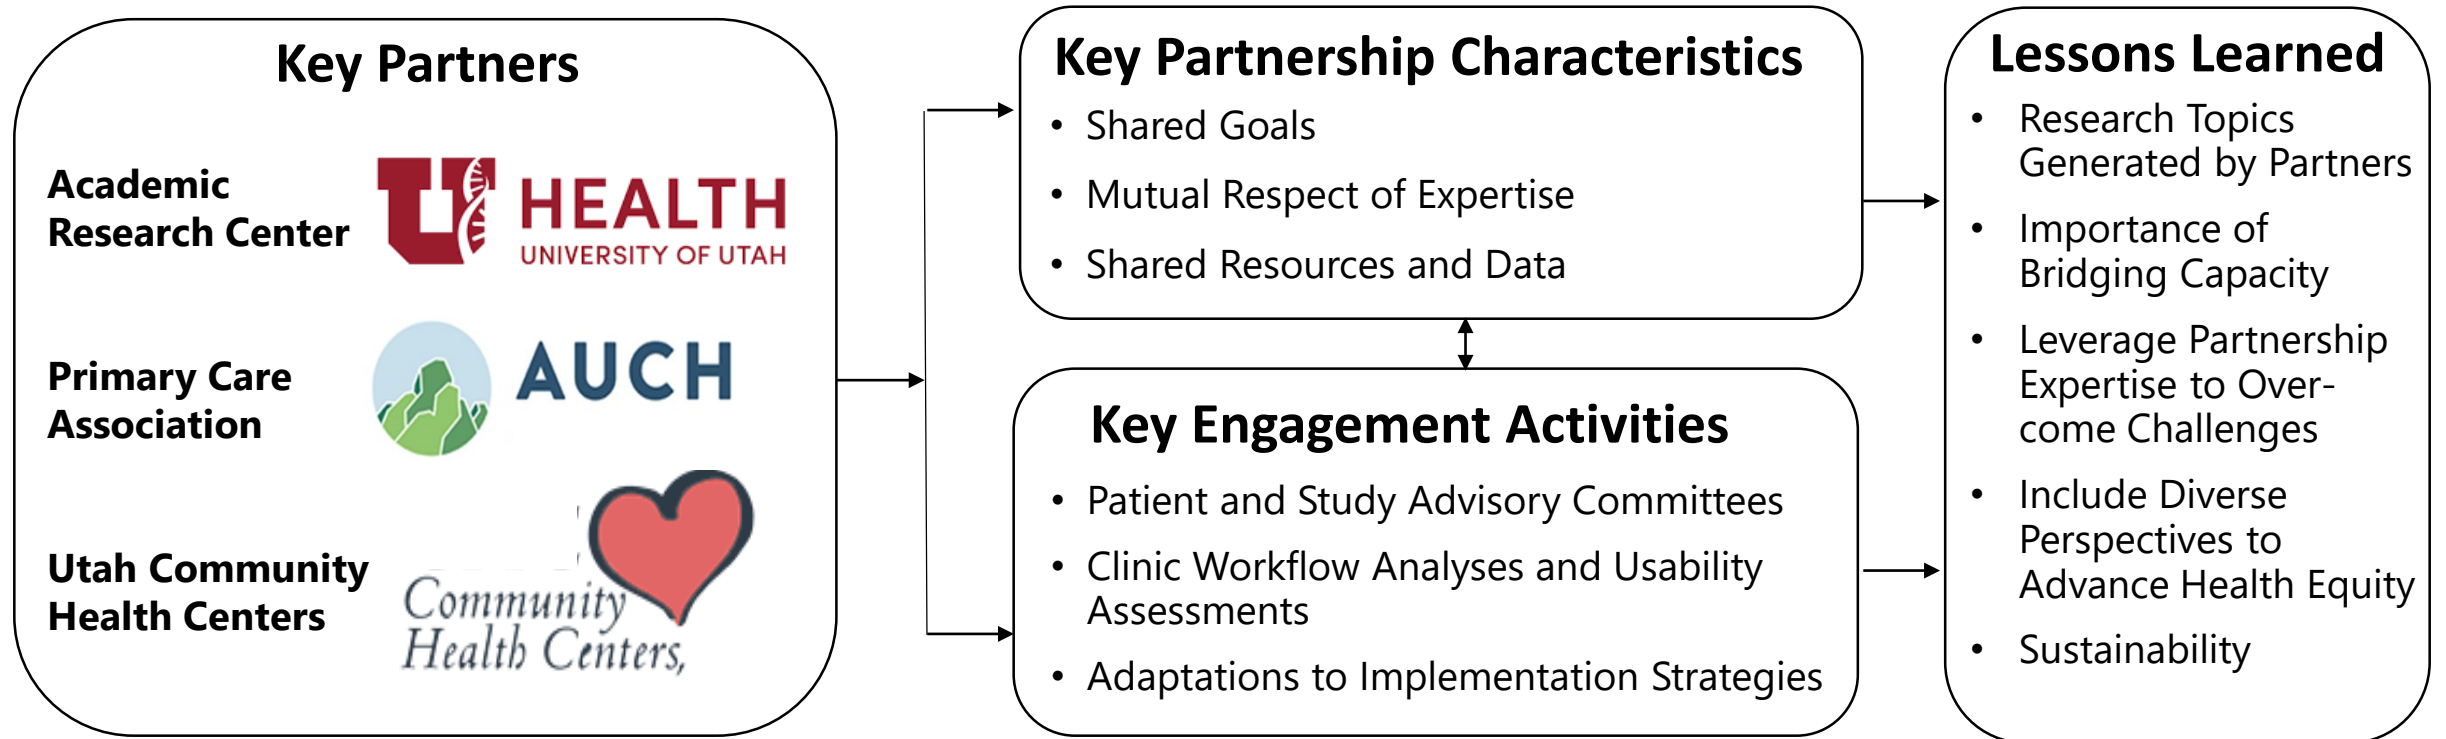 Key Partners
Academic
Research Center
HEALTH
UNIVERSITY OF UTAH
Primary Care
Association
AUCH
Utah Community
Health Centers
Community
Health Centers,
Key Partnership Characteristics
• Shared Goals
• Mutual Respect of Expertise
• Shared Resources and Data
Key Engagement Activities
• Patient and Study Advisory Committees
• Clinic Workflow Analyses and Usability
Assessments
• Adaptations to Implementation Strategies
Lessons Learned
• Research Topics
Generated by Partners
• Importance of
Bridging Capacity
• Leverage Partnership
Expertise to Over-
come Challenges
• Include Diverse
Perspectives to
Advance Health Equity
• Sustainability